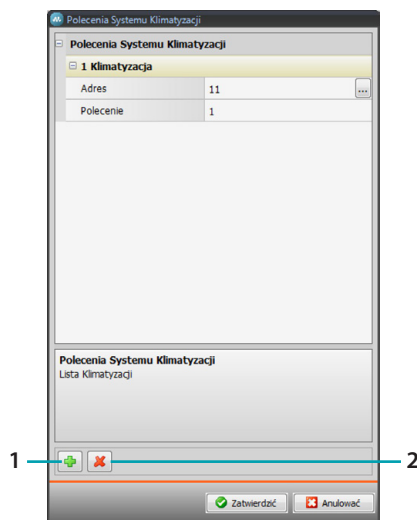 Polecenia Systemu Klimatyzacji
Polecenia Systemu Klimatyzacji
1 Klimatyzacja
Adres 11 ...
Polecenie 1
Polecenia Systemu Klimatyzacji
Lista Klimatyzacji
1 2
Zatwierdzić Anulować